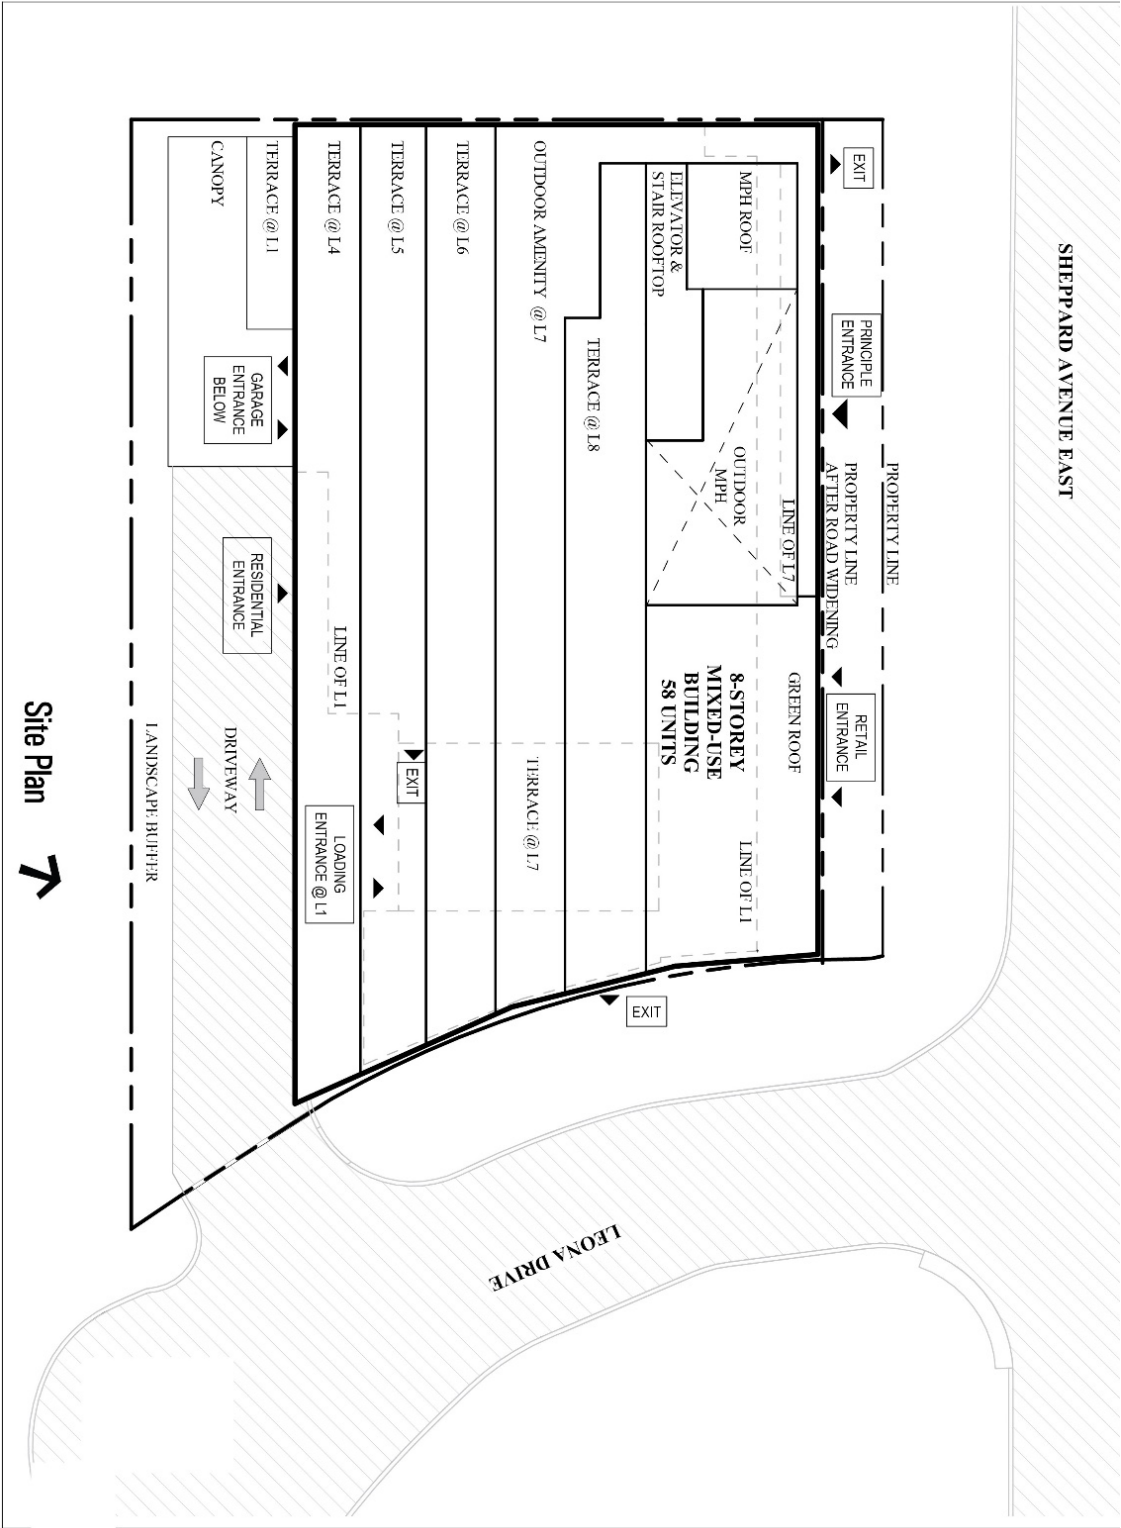 SHEPPARD AVENUE EAST
PROPERTY LINE
EXIT
PRINCIPLE
ENTRANCE
PROPERTY LINE
AFTER ROAD WIDENING
RETAIL
ENTRANCE
MPH ROOF
LINE OF L7
GREEN ROOF
ELEVATOR &
STAIR ROOFTOP
OUTDOOR
MPH
8-STOREY
MIXED-USE
BUILDING
58 UNITS
LINE OF L1
EXIT
TERRACE @ L8
OUTDOOR AMENITY @ L7
TERRACE @ L7
TERRACE @ L6
TERRACE @ L5
EXIT
TERRACE @ L4
LINE OF L1
LOADING
ENTRANCE @ L1
TERRACE @ L1
CANOPY
GARAGE
ENTRANCE
BELOW
RESIDENTIAL
ENTRANCE
DRIVEWAY
LANDSCAPE BUFFER
LEONA DRIVE
Site Plan